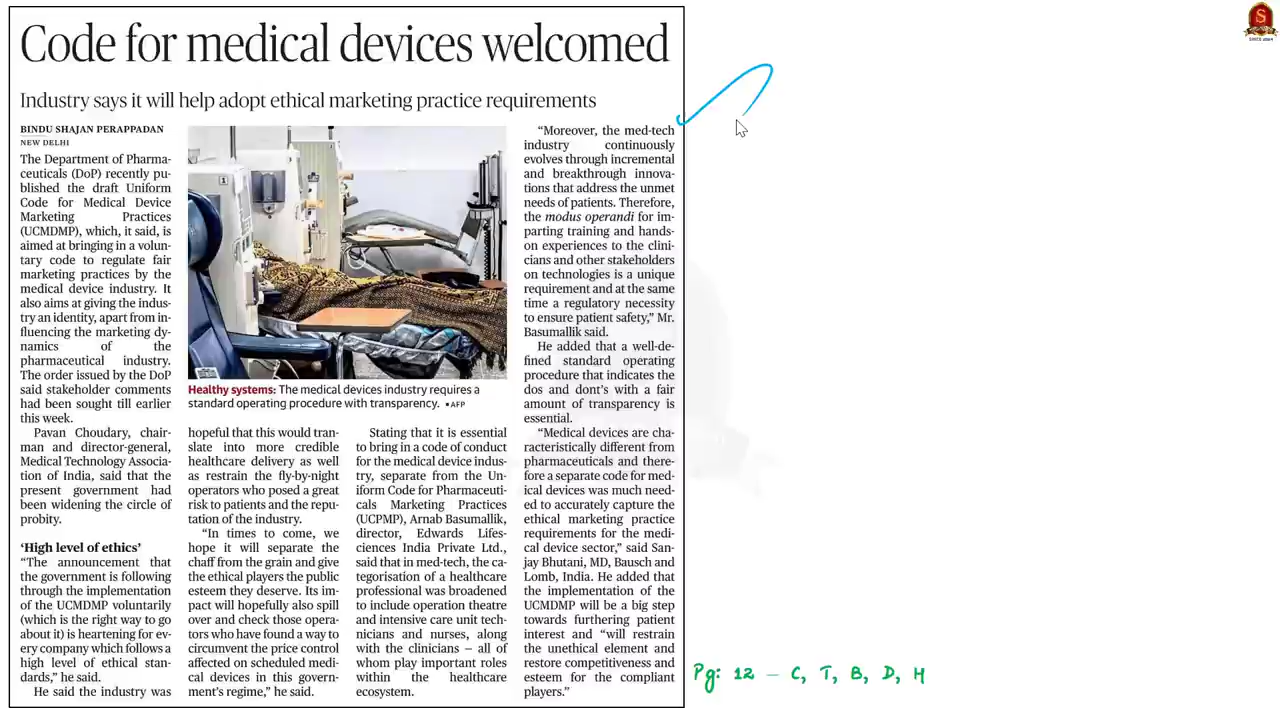 Code for medical devices welcomed
Industry says it will help adopt ethical marketing practice requirements
BINDU SHAJAN PERAPPADAN
NEW DELHI
The Department of Pharma-
ceuticals (DoP) recently pu-
blished the draft Uniform
Code for Medical Device
Marketing Practices
(UCMDMP), which, it said, is
aimed at bringing in a volun-
tary code to regulate fair
marketing practices by the
medical device industry. It
also aims at giving the indus-
try an identity, apart from in-
fluencing the marketing dy-
namics of the
pharmaceutical industry.
The order issued by the DoP
said stakeholder comments
had been sought till earlier
this week.
Pavan Choudary, chair-
man and director-general,
Medical Technology Associa-
tion of India, said that the
present government had
been widening the circle of
probity.
‘High level of ethics’
“The announcement that
the government is following
through the implementation
of the UCMDMP voluntarily
(which is the right way to go
about it) is heartening for ev-
ery company which follows a
high level of ethical stan-
dards,” he said.
He said the industry was
Healthy systems: The medical devices industry requires a
standard operating procedure with transparency. ▪AFP
hopeful that this would tran-
slate into more credible
healthcare delivery as well
as restrain the fly-by-night
operators who posed a great
risk to patients and the repu-
tation of the industry.
“In times to come, we
hope it will separate the
chaff from the grain and give
the ethical players the public
esteem they deserve. Its im-
pact will hopefully also spill
over and check those opera-
tors who have found a way to
circumvent the price control
affected on scheduled medi-
cal devices in this govern-
ment’s regime,” he said.
Stating that it is essential
to bring in a code of conduct
for the medical device indus-
try, separate from the Un-
iform Code for Pharmaceuti-
cals Marketing Practices
(UCPMP), Arnab Basumallik,
director, Edwards Lifes-
ciences India Private Ltd.,
said that in med-tech, the ca-
tegorisation of a healthcare
professional was broadened
to include operation theatre
and intensive care unit tech-
nicians and nurses, along
with the clinicians – all of
whom play important roles
within the healthcare
ecosystem.
“Moreover, the med-tech
industry continuously
evolves through incremental
and breakthrough innova-
tions that address the unmet
needs of patients. Therefore,
the modus operandi for im-
parting training and hands-
on experiences to the clini-
cians and other stakeholders
on technologies is a unique
requirement and at the same
time a regulatory necessity
to ensure patient safety,” Mr.
Basumallik said.
He added that a well-de-
fined standard operating
procedure that indicates the
dos and dont’s with a fair
amount of transparency is
essential.
“Medical devices are cha-
racteristically different from
pharmaceuticals and there-
fore a separate code for med-
ical devices was much need-
ed to accurately capture the
ethical marketing practice
requirements for the medi-
cal device sector,” said San-
jay Bhutani, MD, Bausch and
Lomb, India. He added that
the implementation of the
UCMDMP will be a big step
towards furthering patient
interest and “will restrain
the unethical element and
restore competitiveness and
esteem for the compliant
players.”
Pg: 12 – C, T, B, D, H
S
SINCE 2004